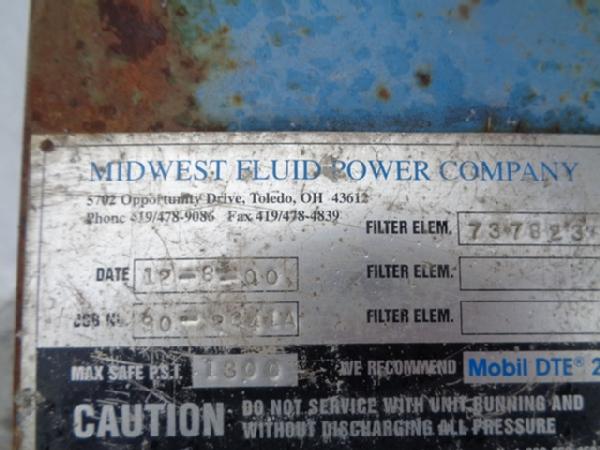 MIDWEST FLUID POWER COMPANY
5702 Opportunity Drive, Toledo, OH 43612
Phone 419/478-9086 Fax 419/478-4839
FILTER ELEM. 737823
DATE 12-8-00
FILTER ELEM.
JOB No.
FILTER ELEM.
MAX SAFE P.S.I. 1800 WE RECOMMEND Mobil DTE® 2
CAUTION - DO NOT SERVICE WITH UNIT RUNNING AND
WITHOUT DISCHARGING ALL PRESSURE